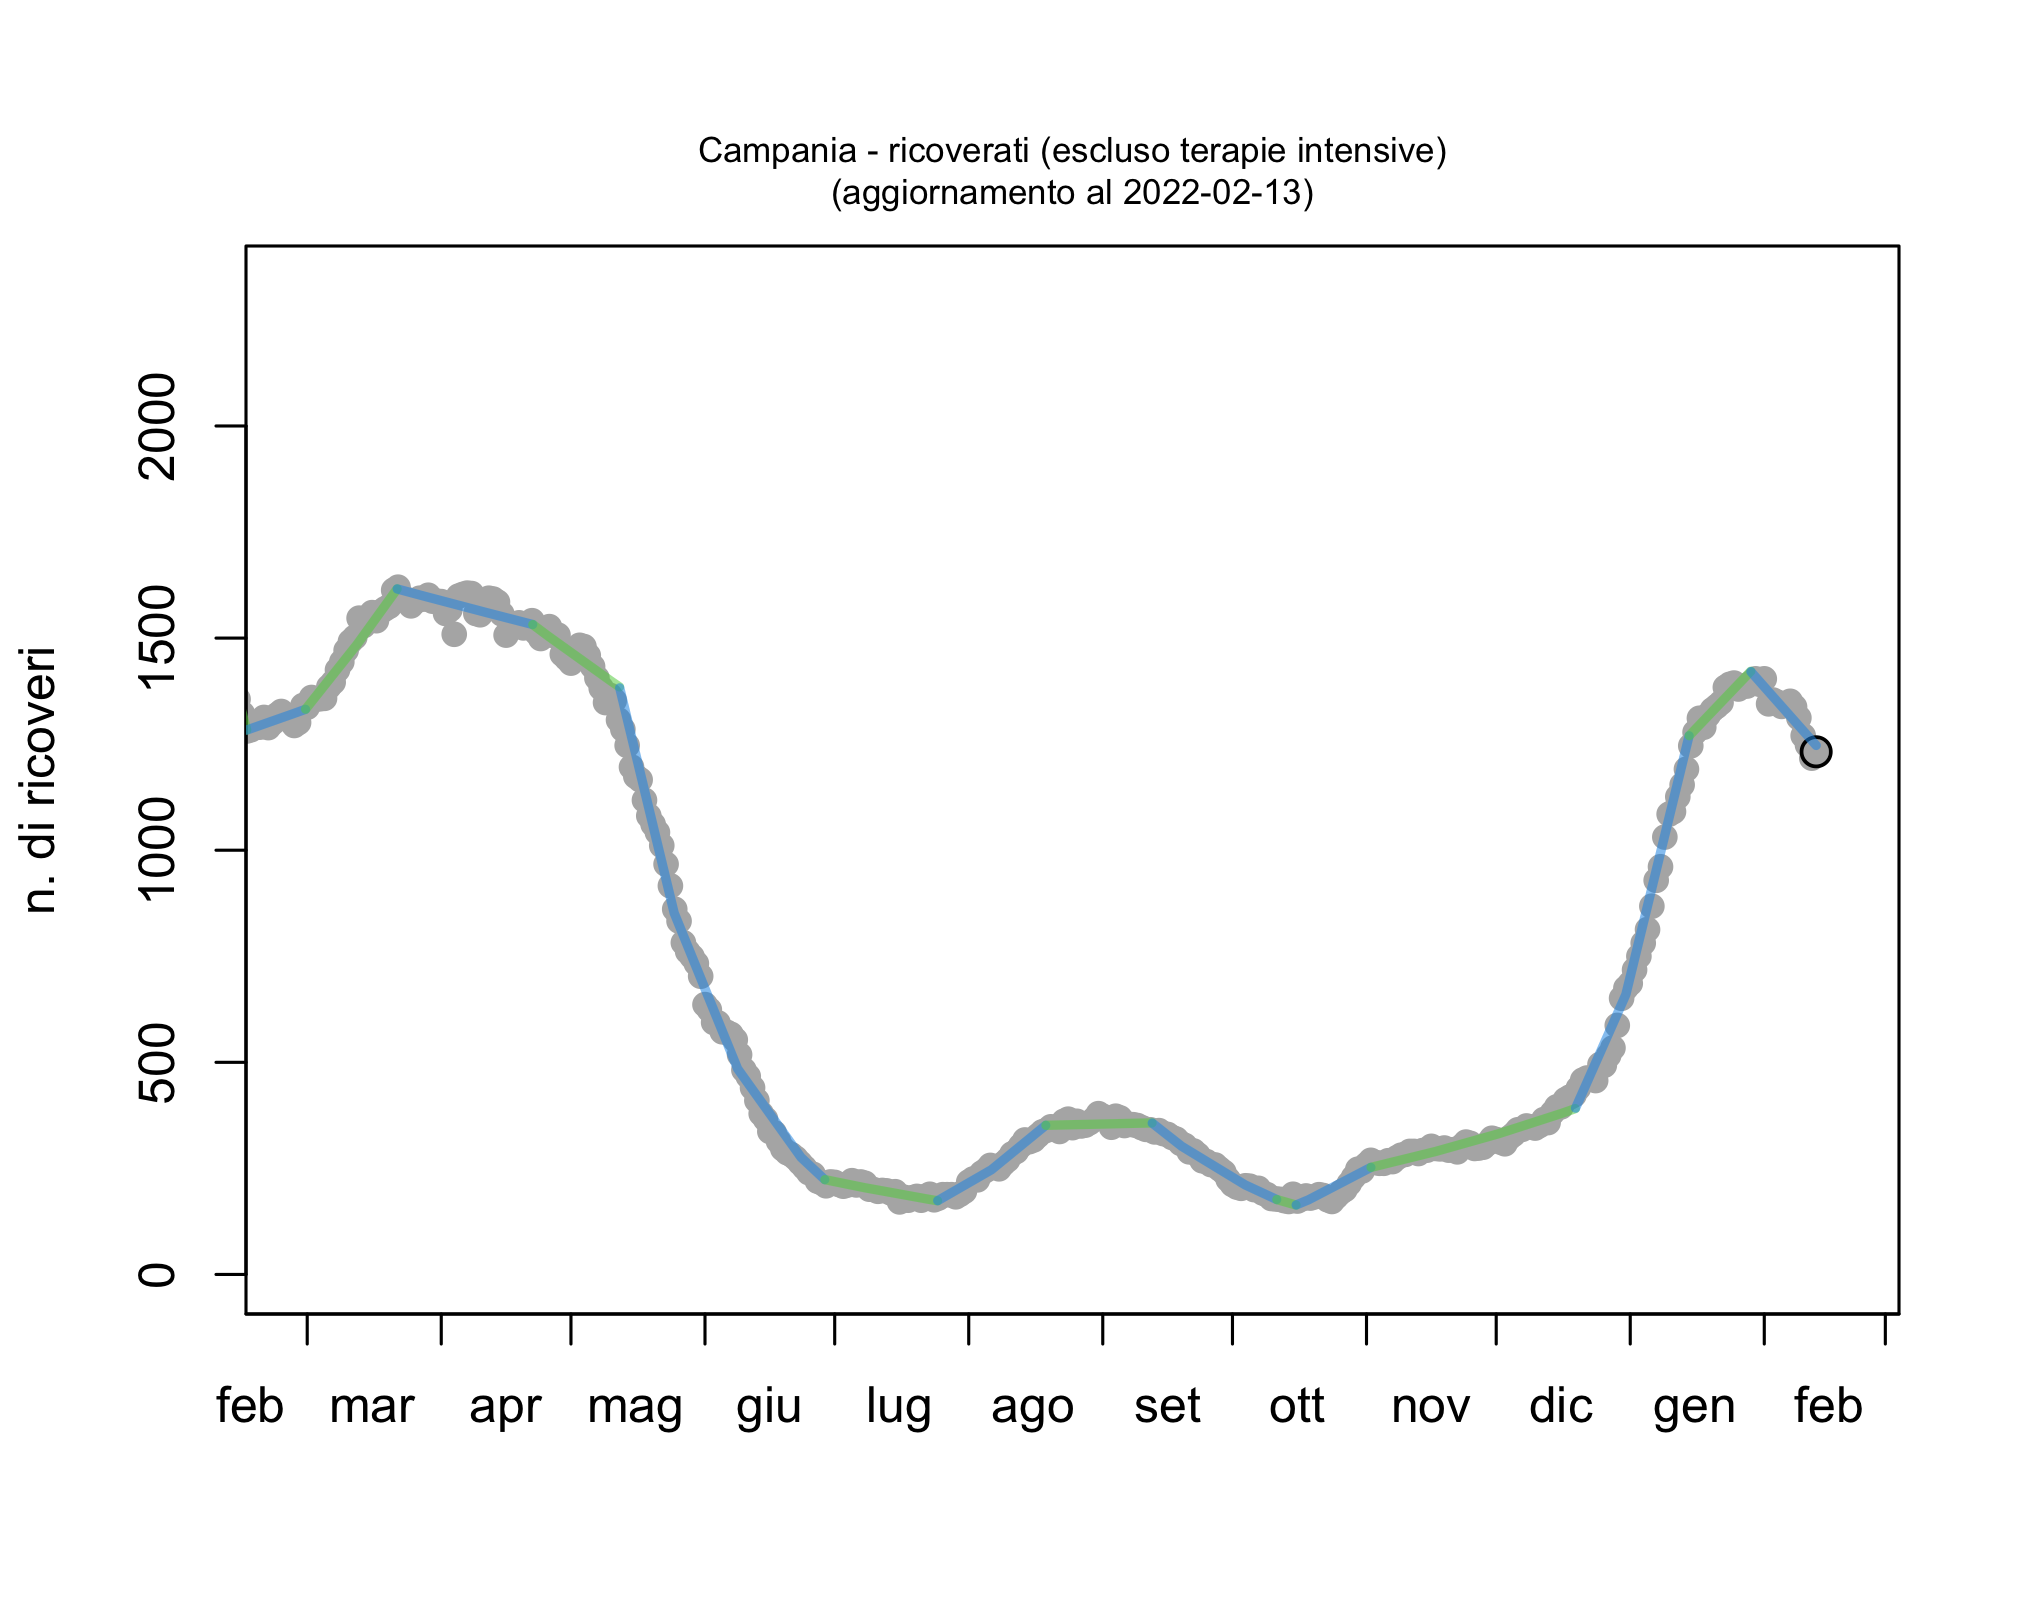 Campania - ricoverati (escluso terapie intensive)
(aggiornamento al 2022-02-13)
n. di ricoveri
2000
1500
1000
500
0
feb mar apr mag giu lug ago set ott nov dic gen feb